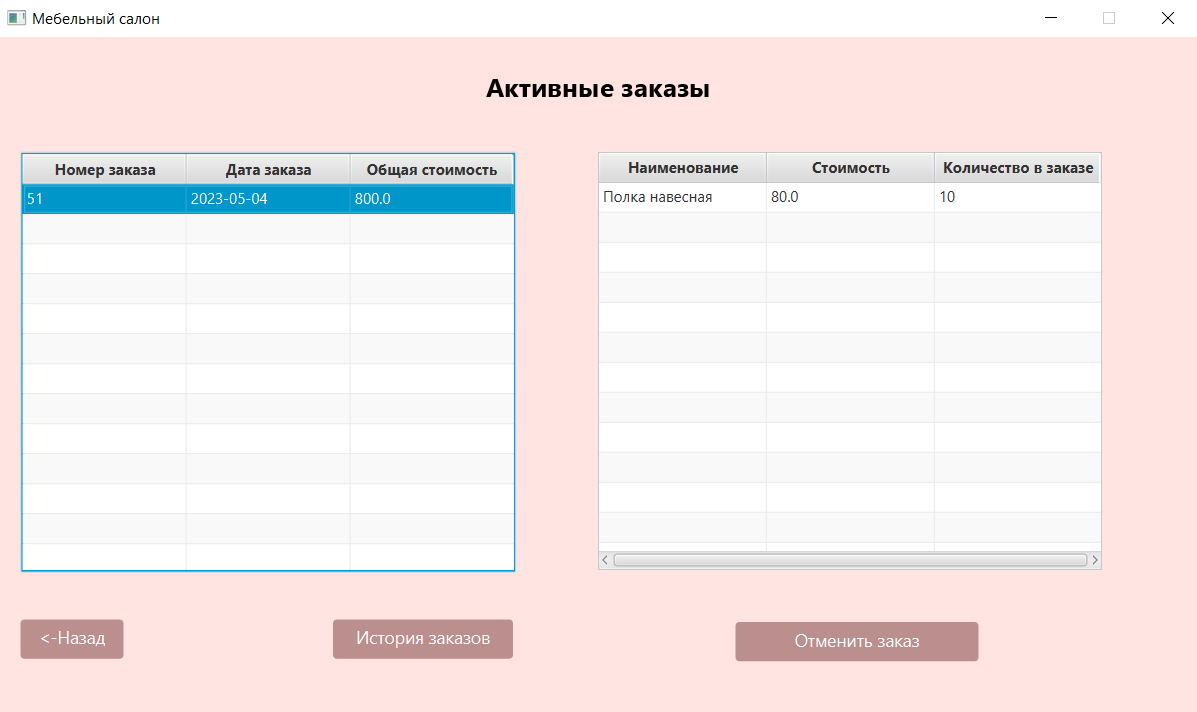 Мебельный салон
Активные заказы
Номер заказа Дата заказа Общая стоимость
51 2023-05-04 800.0
Наименование Стоимость Количество в заказе
Полка навесная 80.0 10
<-Назад История заказов Отменить заказ